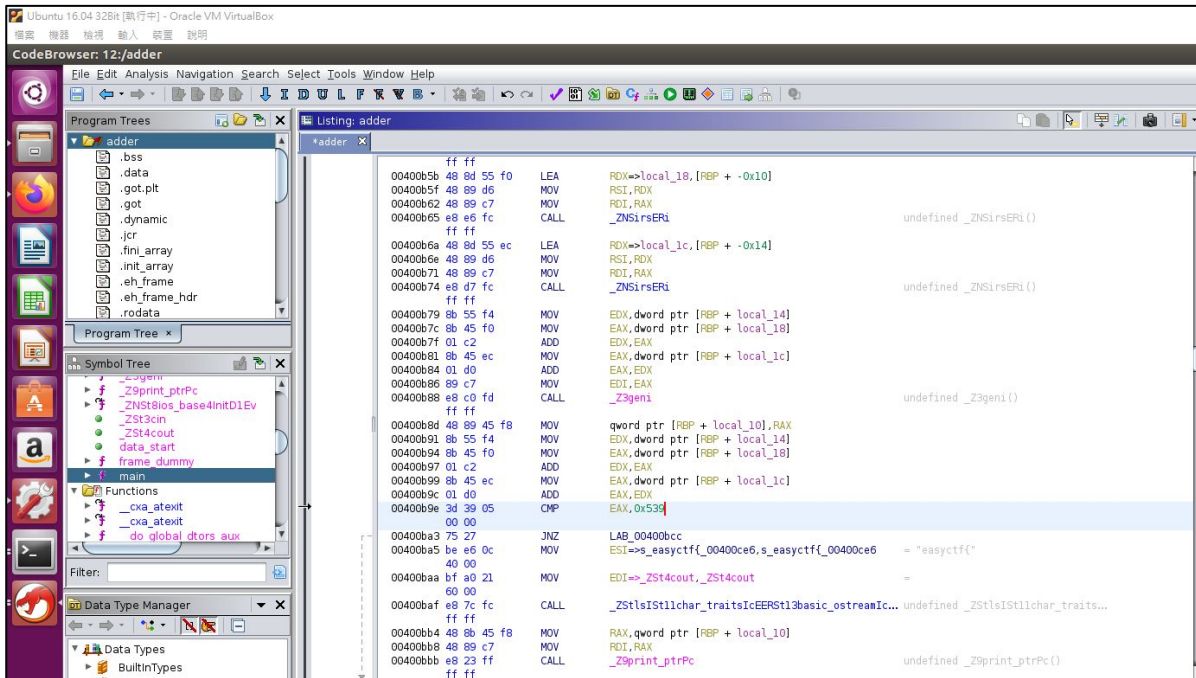 Ubuntu 16.04 32Bit [執行中] - Oracle VM VirtualBox
檔案 機器 檢視 輸入 裝置 說明
CodeBrowser: 12:/adder
File Edit Analysis Navigation Search Select Tools Window Help
I D U L F R V B
Program Trees
adder
.bss
.data
.got.plt
.got
.dynamic
.jcr
.fini_array
.init_array
.eh_frame
.eh_frame_hdr
.rodata
Program Tree ×
Symbol Tree
_Z3geni
_Z9print_ptrPc
_ZNSt8ios_base4InitD1Ev
_ZSt3cin
_ZSt4cout
data_start
frame_dummy
main
Functions
__cxa_atexit
__cxa_atexit
do_global_dtors_aux
Filter:
Data Type Manager
Data Types
BuiltInTypes
Listing: adder
*adder
ff ff
00400b5b 48 8d 55 f0 LEA RDX=>local_18,[RBP + -0x10]
00400b5f 48 89 d6 MOV RSI,RDX
00400b62 48 89 c7 MOV RDI,RAX
00400b65 e8 e6 fc CALL _ZNSirsERi undefined _ZNSirsERi()
ff ff
00400b6a 48 8d 55 ec LEA RDX=>local_1c,[RBP + -0x14]
00400b6e 48 89 d6 MOV RSI,RDX
00400b71 48 89 c7 MOV RDI,RAX
00400b74 e8 d7 fc CALL _ZNSirsERi undefined _ZNSirsERi()
ff ff
00400b79 8b 55 f4 MOV EDX,dword ptr [RBP + local_14]
00400b7c 8b 45 f0 MOV EAX,dword ptr [RBP + local_18]
00400b7f 01 c2 ADD EDX,EAX
00400b81 8b 45 ec MOV EAX,dword ptr [RBP + local_1c]
00400b84 01 d0 ADD EAX,EDX
00400b86 89 c7 MOV EDI,EAX
00400b88 e8 c0 fd CALL _Z3geni undefined _Z3geni()
ff ff
00400b8d 48 89 45 f8 MOV qword ptr [RBP + local_10],RAX
00400b91 8b 55 f4 MOV EDX,dword ptr [RBP + local_14]
00400b94 8b 45 f0 MOV EAX,dword ptr [RBP + local_18]
00400b97 01 c2 ADD EDX,EAX
00400b99 8b 45 ec MOV EAX,dword ptr [RBP + local_1c]
00400b9c 01 d0 ADD EAX,EDX
00400b9e 3d 39 05 CMP EAX,0x539
00 00
00400ba3 75 27 JNZ LAB_00400bcc
00400ba5 be e6 0c MOV ESI=>s_easyctf{_00400ce6,s_easyctf{_00400ce6 = "easyctf{"
40 00
00400baa bf a0 21 MOV EDI=>_ZSt4cout,_ZSt4cout =
60 00
00400baf e8 7c fc CALL _ZStlsISt11char_traitsIcEERSt13basic_ostreamIc... undefined _ZStlsISt11char_traits...
ff ff
00400bb4 48 8b 45 f8 MOV RAX,qword ptr [RBP + local_10]
00400bb8 48 89 c7 MOV RDI,RAX
00400bbb e8 23 ff CALL _Z9print_ptrPc undefined _Z9print_ptrPc()
ff ff